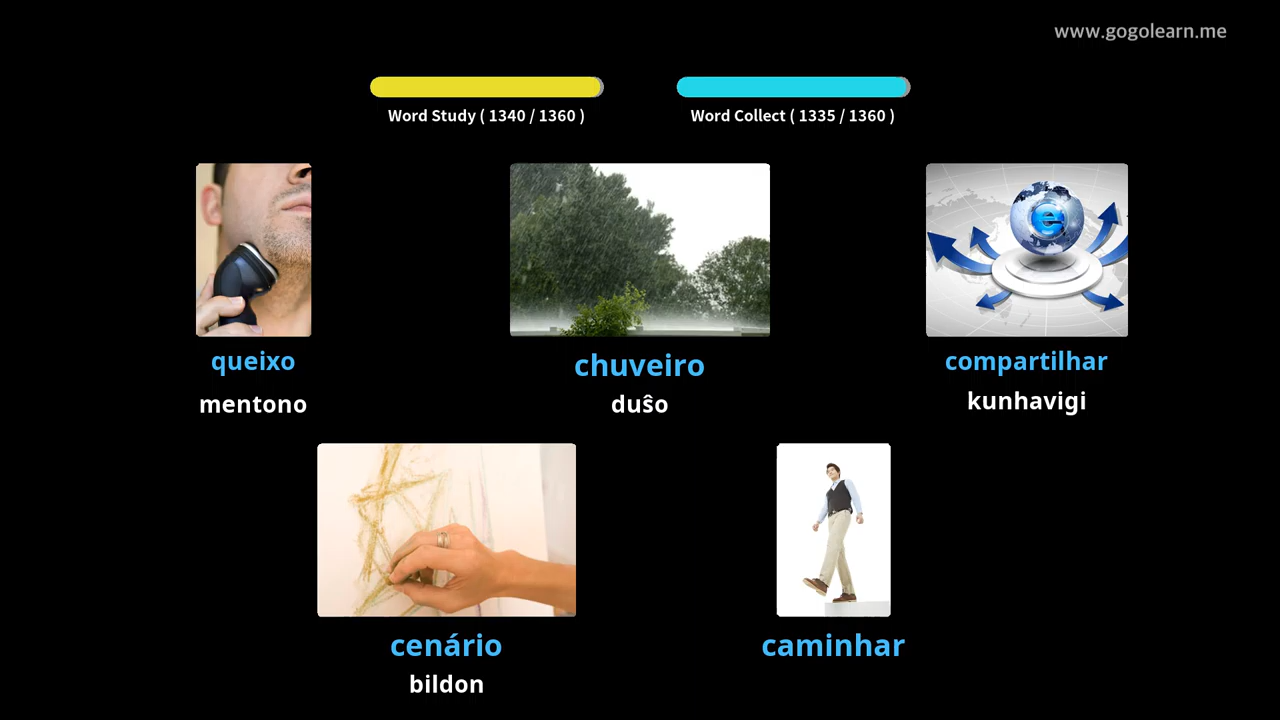 www.gogolearn.me
Word Study ( 1340 / 1360 )
Word Collect ( 1335 / 1360 )
queixo
mentono
chuveiro
duŝo
compartilhar
kunhavigi
cenário
bildon
caminhar